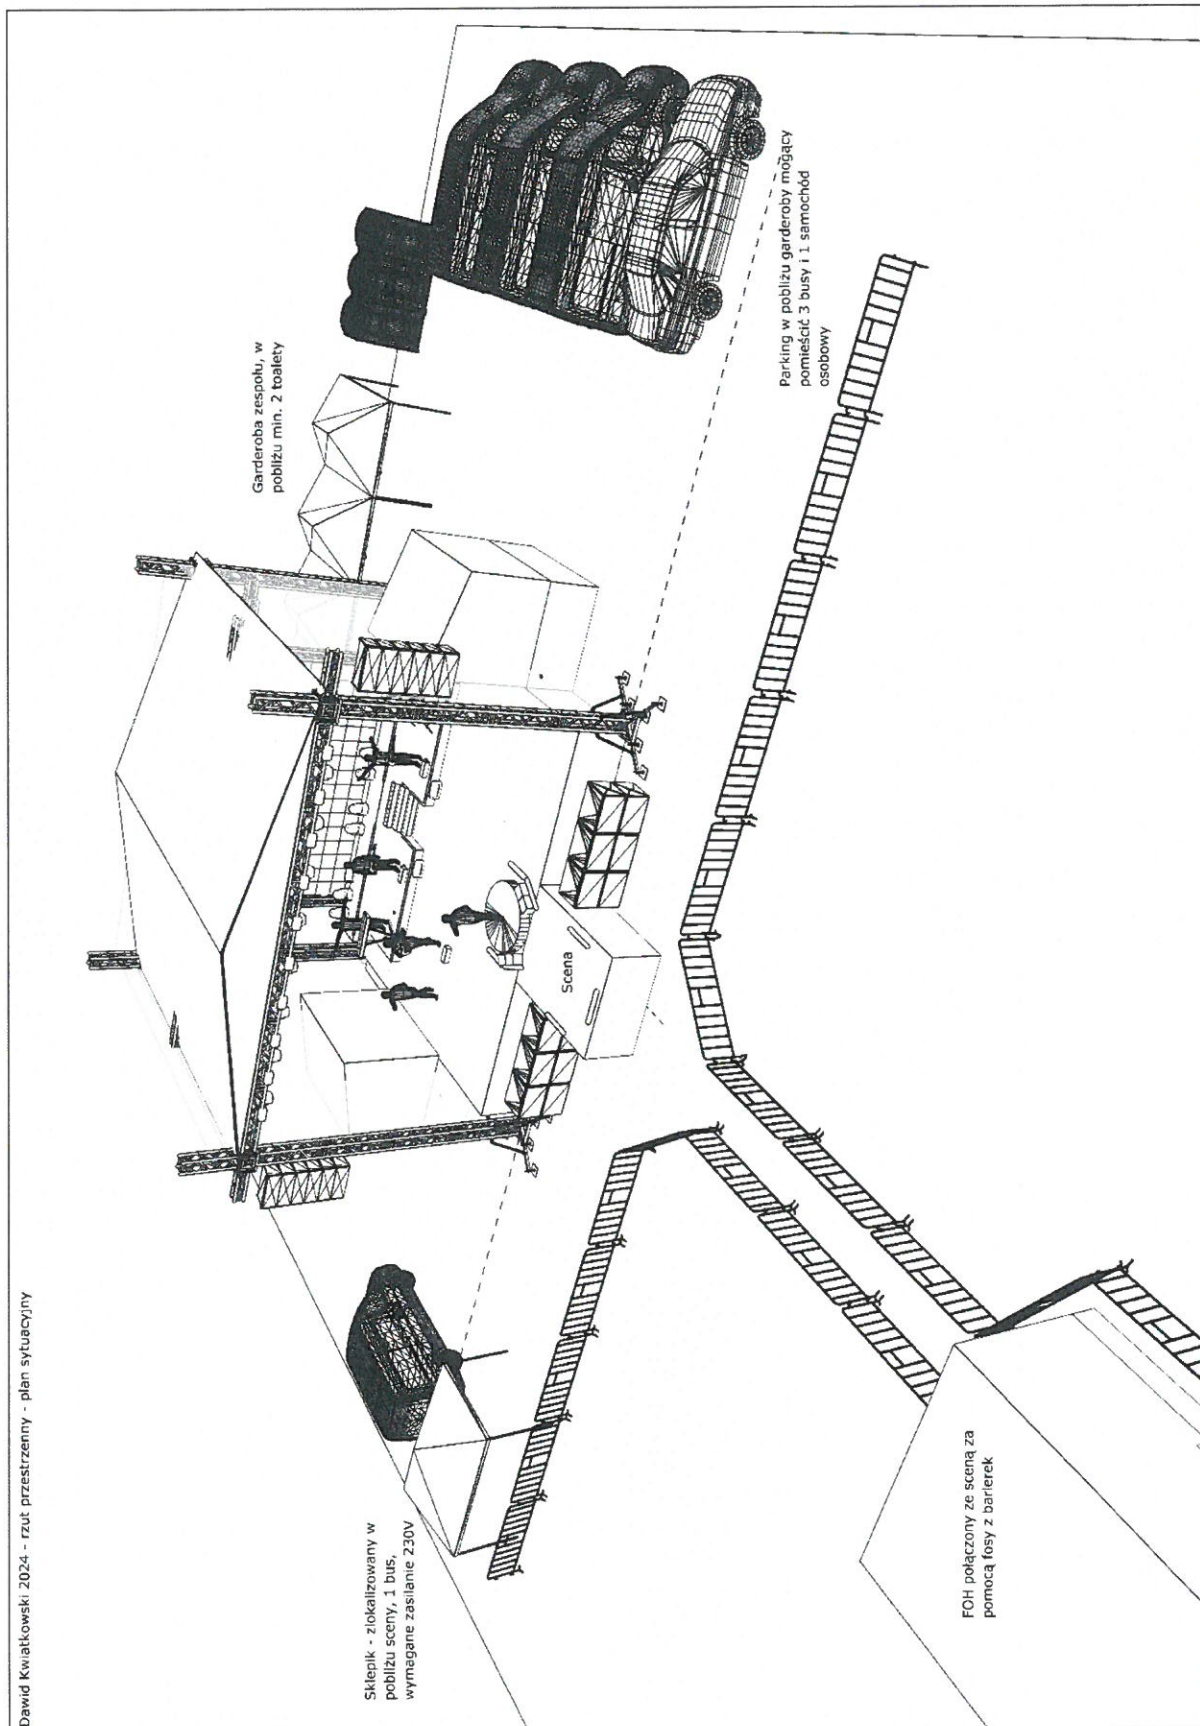 Dawid Kwiatkowski 2024 - rzut przestrzenny - plan sytuacyjny
Garderoba zespołu, w
pobliżu min. 2 toalety
Parking w pobliżu garderoby mogący
pomieścić 3 busy i 1 samochód
osobowy
Scena
Sklepik - zlokalizowany w
pobliżu sceny, 1 bus,
wymagane zasilanie 230V
FOH połączony ze sceną za
pomocą fosy z barierek